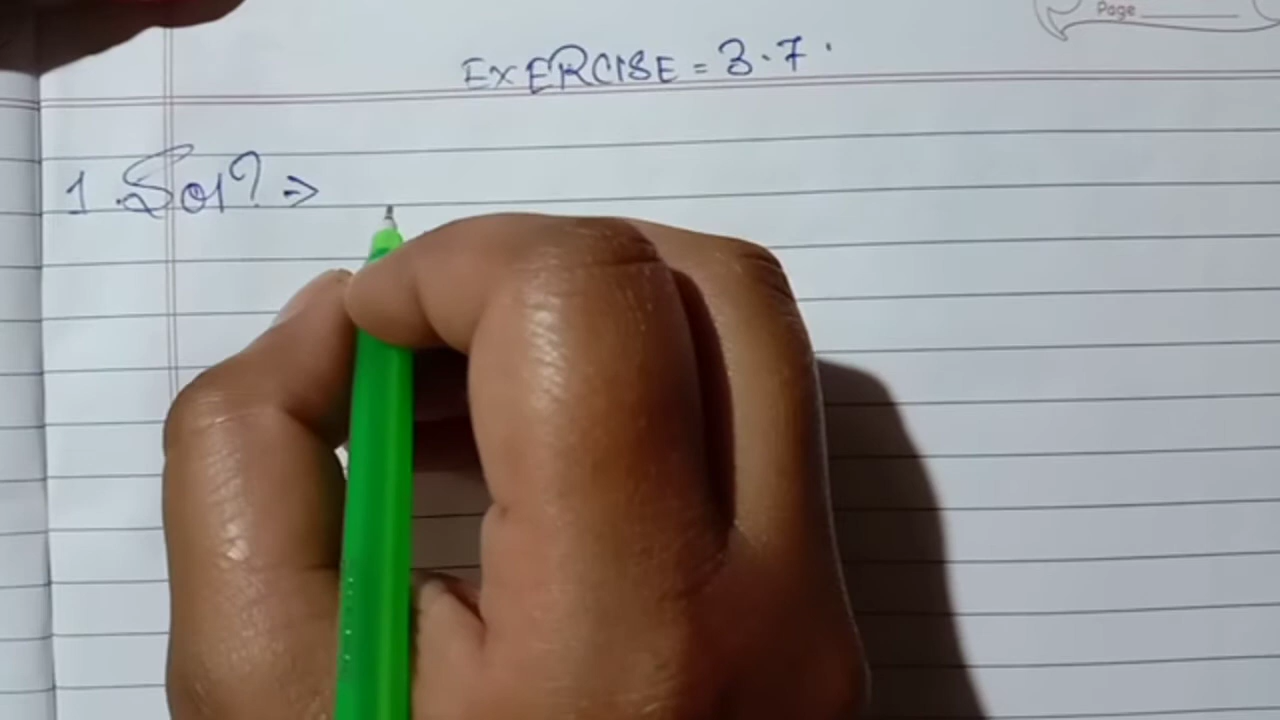 Page
EXERCISE = 3.7.
1. Sol? ⇒